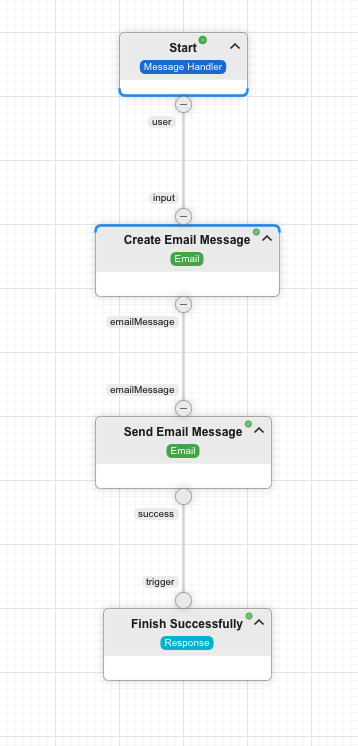 Start
Message Handler
user
input
Create Email Message
Email
emailMessage
emailMessage
Send Email Message
Email
success
trigger
Finish Successfully
Response